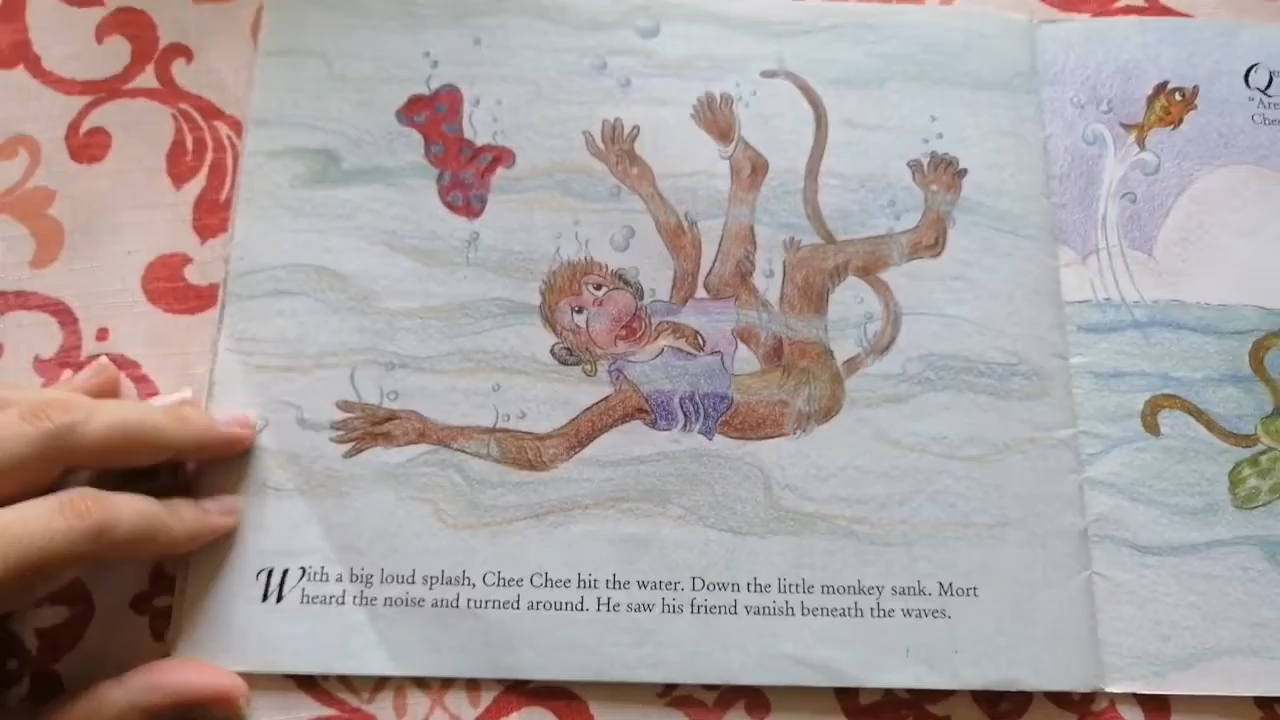 With a big loud splash, Chee Chee hit the water. Down the little monkey sank. Mort
heard the noise and turned around. He saw his friend vanish beneath the waves.
"Are